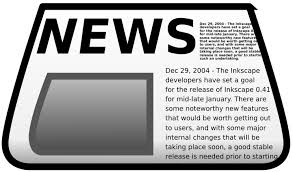 NEWS
Dec 29, 2004 - The Inkscape
developers have set a goal
for the release of Inkscape 0.41
for mid-late January. There are
some noteworthy new features
that would be worth getting out
to users, and with some major
internal changes that will be
taking place soon, a good stable
release is needed prior to starting
such an undertaking.
Dec 29, 2004 - The Inkscape
developers have set a goal
for the release of Inkscape 0.41
for mid-late January. There are
some noteworthy new features
that would be worth getting out
to users, and with some major
internal changes that will be
taking place soon, a good stable
release is needed prior to starting